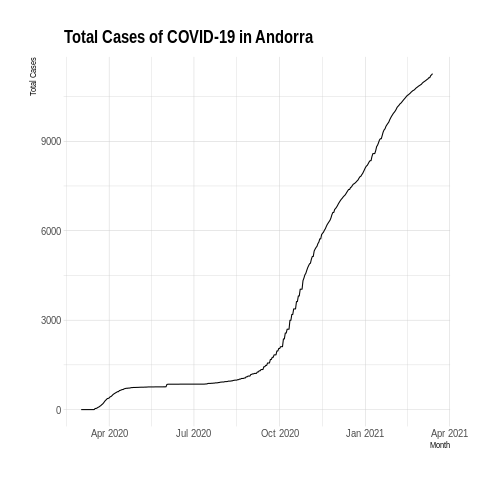 Total Cases of COVID-19 in Andorra
Total Cases
9000
6000
3000
0
Apr 2020 Jul 2020 Oct 2020 Jan 2021 Apr 2021
Month